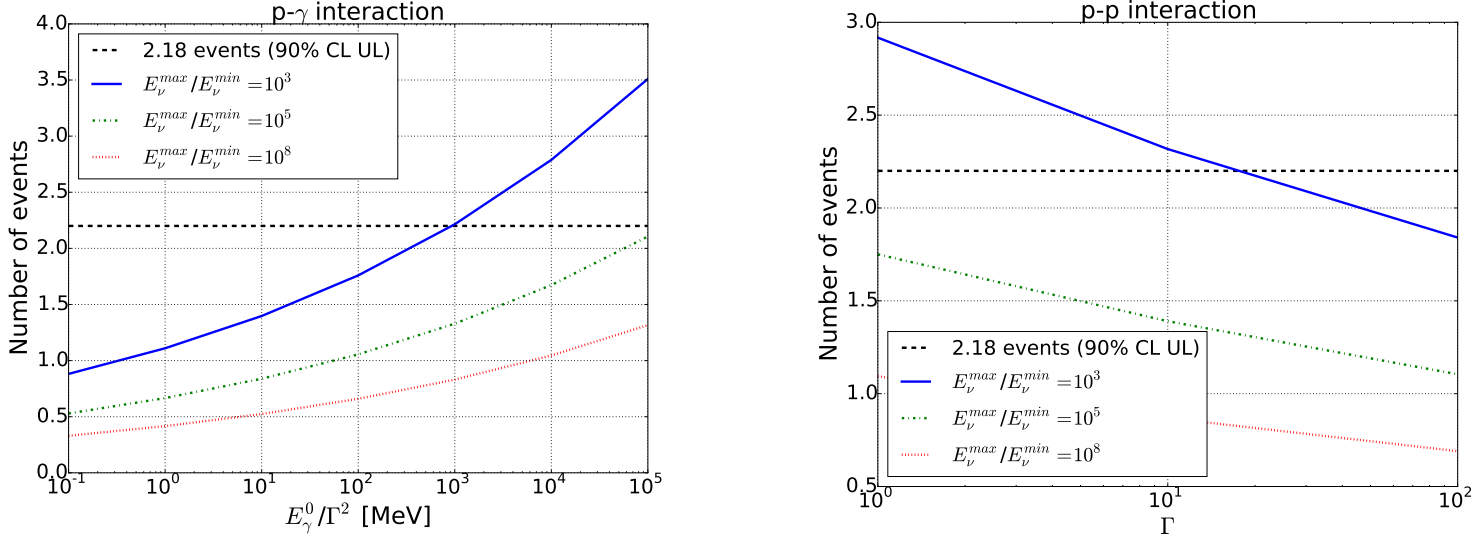 p-γ interaction
4.0
3.5
3.0
2.5
2.0
1.5
1.0
0.5
0.0
Number of events
2.18 events (90% CL UL)
E_ν^max/E_ν^min = 10^3
E_ν^max/E_ν^min = 10^5
E_ν^max/E_ν^min = 10^8
10^-1 10^0 10^1 10^2 10^3 10^4 10^5
E_γ^0/Γ^2 [MeV]
p-p interaction
3.0
2.5
2.0
1.5
1.0
0.5
Number of events
2.18 events (90% CL UL)
E_ν^max/E_ν^min = 10^3
E_ν^max/E_ν^min = 10^5
E_ν^max/E_ν^min = 10^8
10^0 10^1 10^2
Γ